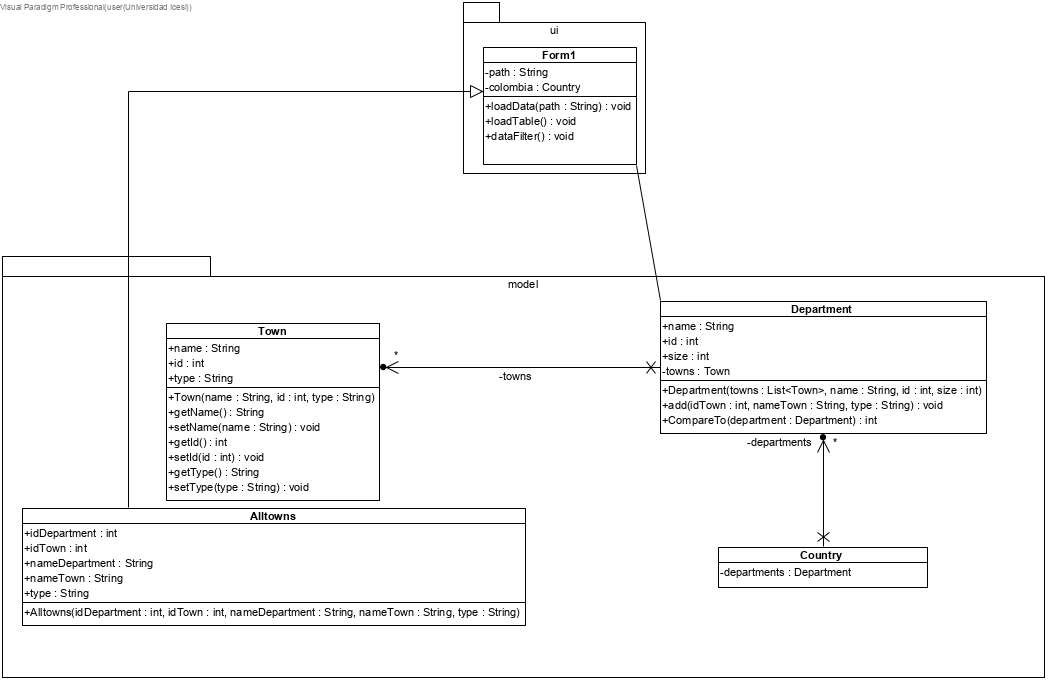 Visual Paradigm Professional(user(Universidad Icesi))
ui
Form1
-path : String
-colombia : Country
+loadData(path : String) : void
+loadTable() : void
+dataFilter() : void
model
Department
+name : String
+id : int
+size : int
-towns : Town
+Department(towns : List<Town>, name : String, id : int, size : int)
+add(idTown : int, nameTown : String, type : String) : void
+CompareTo(department : Department) : int
Town
+name : String
+id : int
+type : String
+Town(name : String, id : int, type : String)
+getName() : String
+setName(name : String) : void
+getId() : int
+setId(id : int) : void
+getType() : String
+setType(type : String) : void
*
-towns
-departments
*
Alltowns
+idDepartment : int
+idTown : int
+nameDepartment : String
+nameTown : String
+type : String
+Alltowns(idDepartment : int, idTown : int, nameDepartment : String, nameTown : String, type : String)
Country
-departments : Department